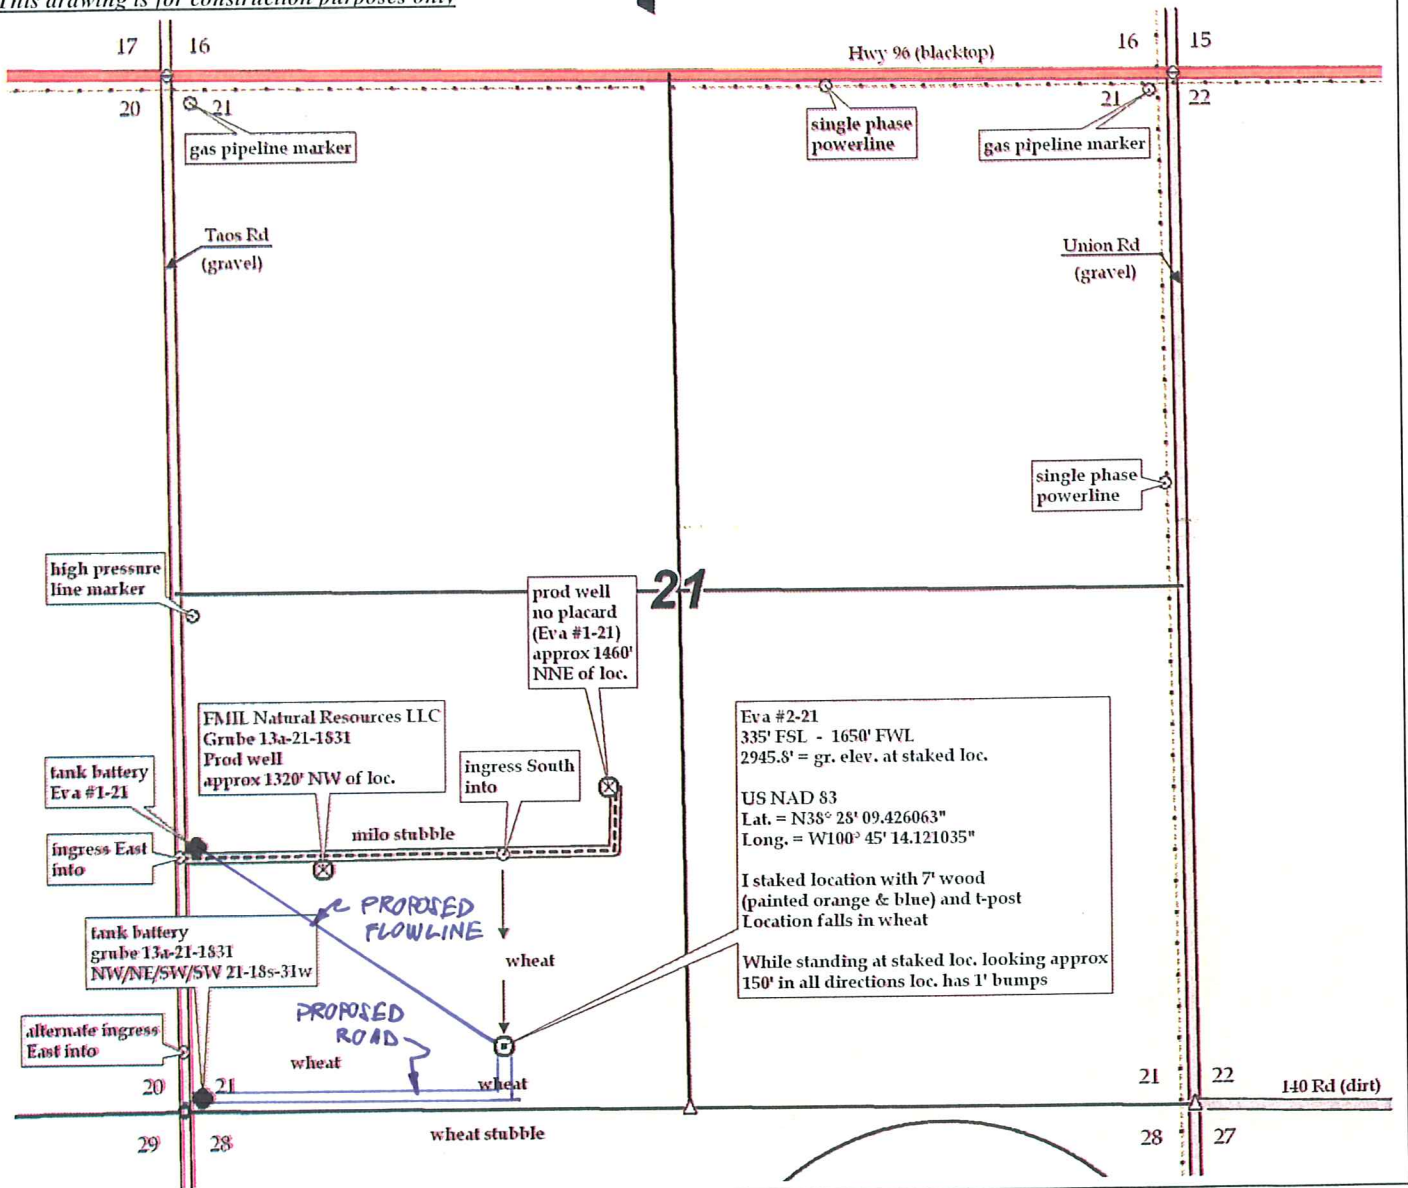 This drawing is for construction purposes only
17
16
Hwy 96 (blacktop)
16
15
20
21
21
22
gas pipeline marker
single phase
powerline
gas pipeline marker
Taos Rd
(gravel)
Union Rd
(gravel)
single phase
powerline
high pressure
line marker
21
prod well
no placard
(Eva #1-21)
approx 1460'
NNE of loc.
FMIL Natural Resources LLC
Grube 13a-21-1831
Prod well
approx 1320' NW of loc.
ingress South
into
tank battery
Eva #1-21
milo stubble
ingress East
into
Eva #2-21
335' FSL - 1650' FWL
2945.8' = gr. elev. at staked loc.
US NAD 83
Lat. = N38° 28' 09.426063"
Long. = W100° 45' 14.121035"
I staked location with 7' wood
(painted orange & blue) and t-post
Location falls in wheat
While standing at staked loc. looking approx
150' in all directions loc. has 1' bumps
PROPOSED
FLOWLINE
tank battery
grube 13a-21-1831
NW/NE/SW/SW 21-18s-31w
wheat
PROPOSED
ROAD
alternate ingress
East into
wheat
wheat
20
21
21
22
140 Rd (dirt)
29
28
wheat stubble
28
27